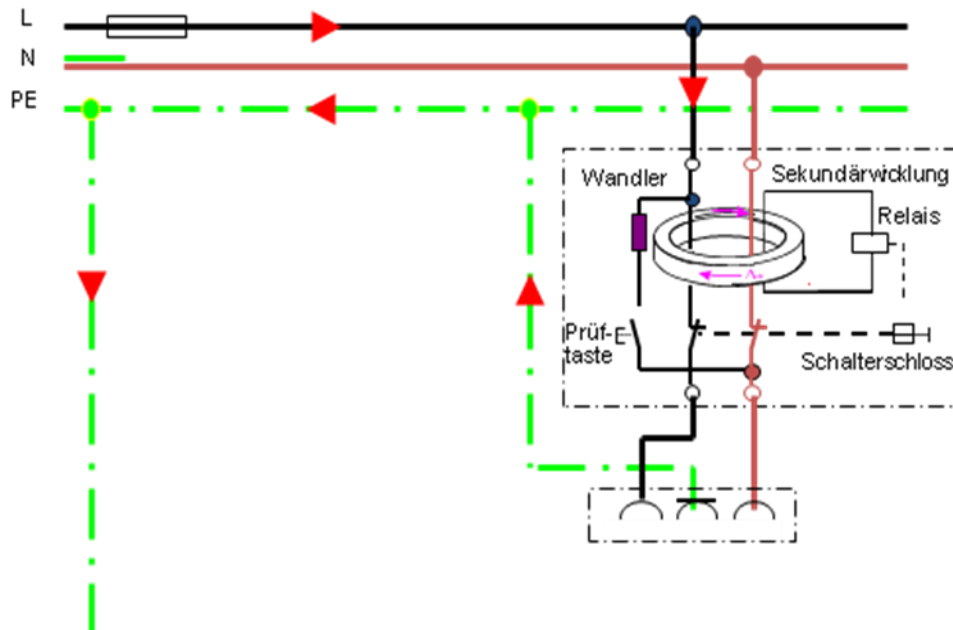 L
N
PE
Wandler
Sekundärwicklung
Relais
Prüf-
taste
Schalterschloss